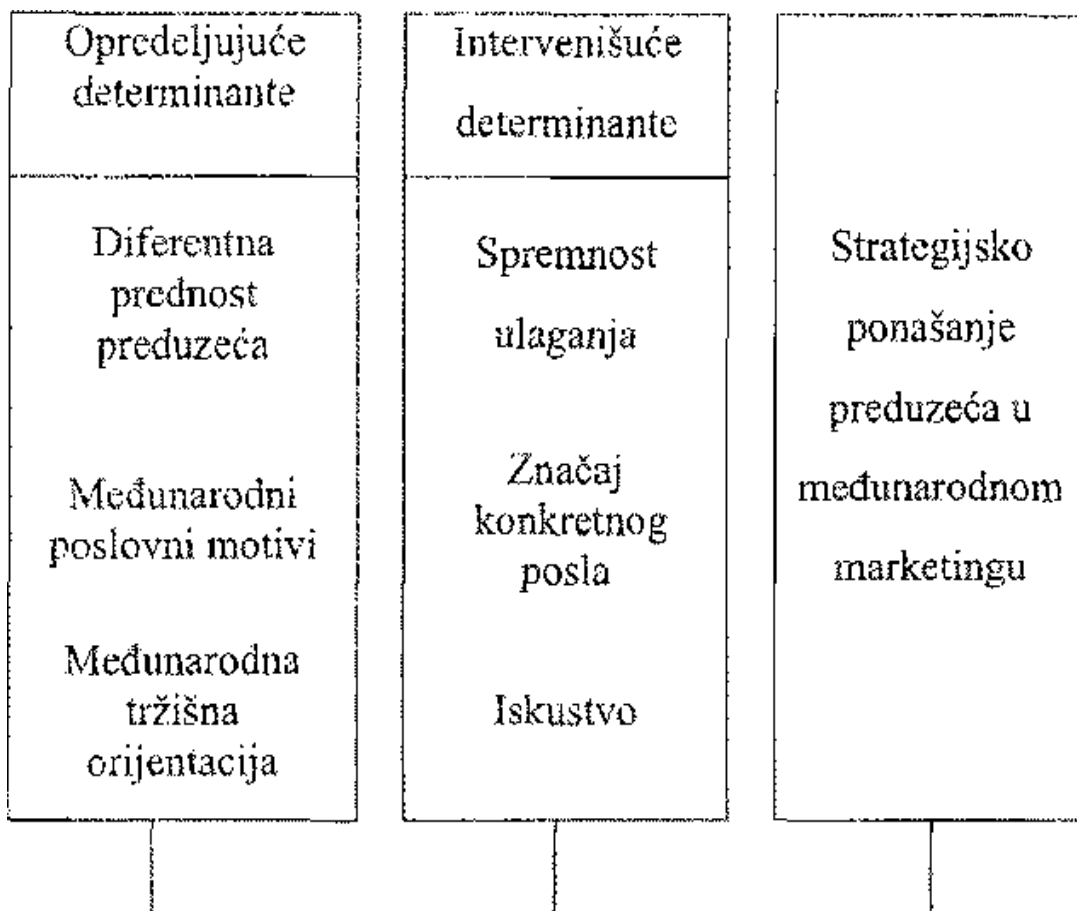 Opredeljujuće
determinante
Diferentna
prednost
preduzeća
Međunarodni
poslovni motivi
Međunarodna
tržišna
orijentacija
Intervenišuće
determinante
Spremnost
ulaganja
Značaj
konkretnog
posla
Iskustvo
Strategijsko
ponašanje
preduzeća u
međunarodnom
marketingu